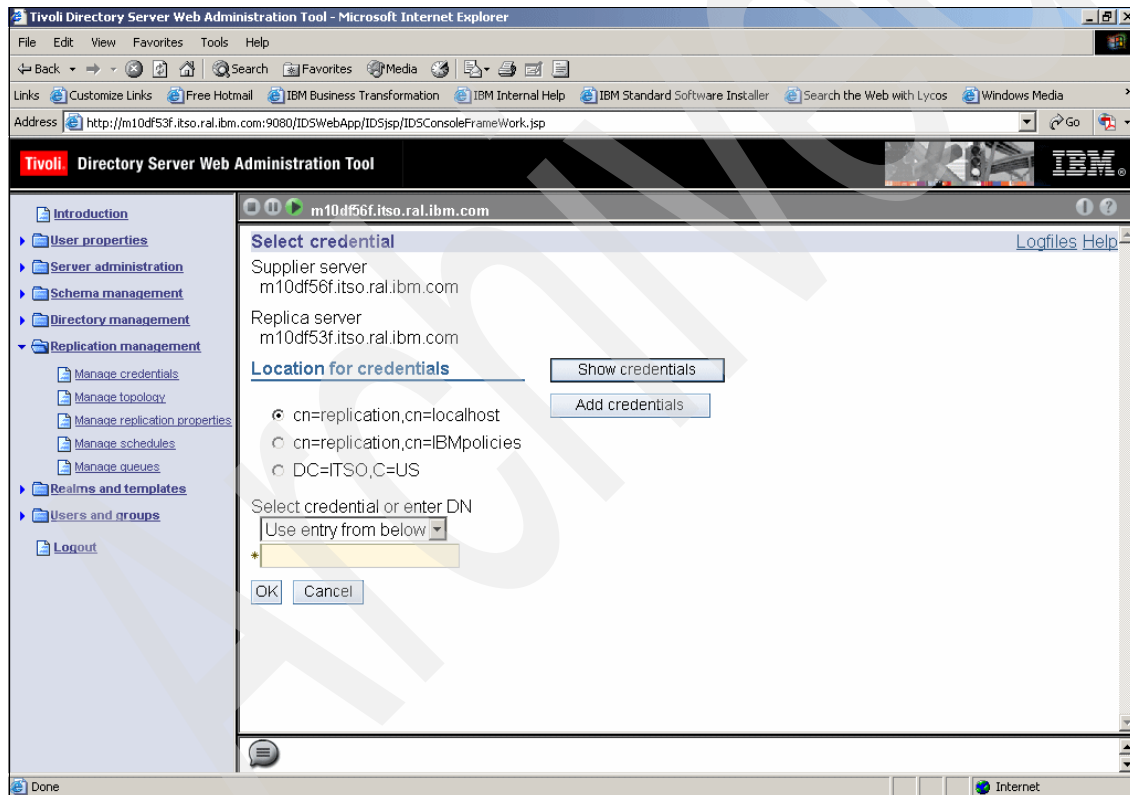 Tivoli Directory Server Web Administration Tool - Microsoft Internet Explorer
File Edit View Favorites Tools Help
Back Search Favorites Media
Links Customize Links Free Hotmail IBM Business Transformation IBM Internal Help IBM Standard Software Installer Search the Web with Lycos Windows Media
Address http://m10df53f.itso.ral.ibm.com:9080/IDSWebApp/IDSjsp/IDSConsoleFrameWork.jsp Go
Tivoli. Directory Server Web Administration Tool IBM®
Introduction
User properties
Server administration
Schema management
Directory management
Replication management
Manage credentials
Manage topology
Manage replication properties
Manage schedules
Manage queues
Realms and templates
Users and groups
Logout
m10df56f.itso.ral.ibm.com
Select credential Logfiles Help
Supplier server
m10df56f.itso.ral.ibm.com
Replica server
m10df53f.itso.ral.ibm.com
Location for credentials Show credentials
Add credentials
cn=replication,cn=localhost
cn=replication,cn=IBMpolicies
DC=ITSO,C=US
Select credential or enter DN
Use entry from below
*
OK Cancel
Done Internet
Archived